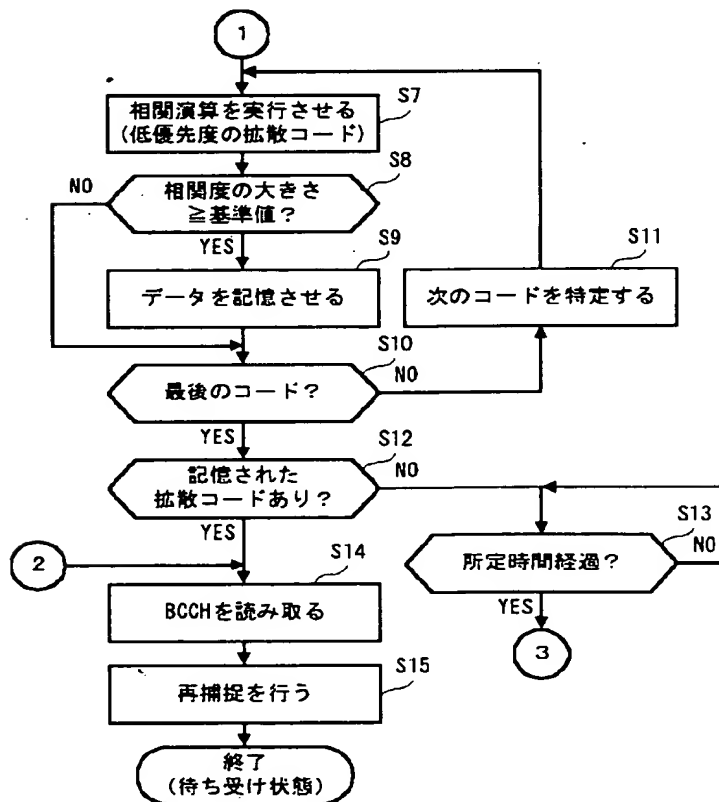 1
S7
相関演算を実行させる
(低優先度の拡散コード)
S8
NO
相関度の大きさ
≧基準値?
YES
S9
S11
データを記憶させる
次のコードを特定する
S10
最後のコード?
NO
YES
S12
記憶された
拡散コードあり?
NO
YES
S13
所定時間経過?
NO
2
S14
BCCHを読み取る
YES
3
S15
再捕捉を行う
終了
(待ち受け状態)